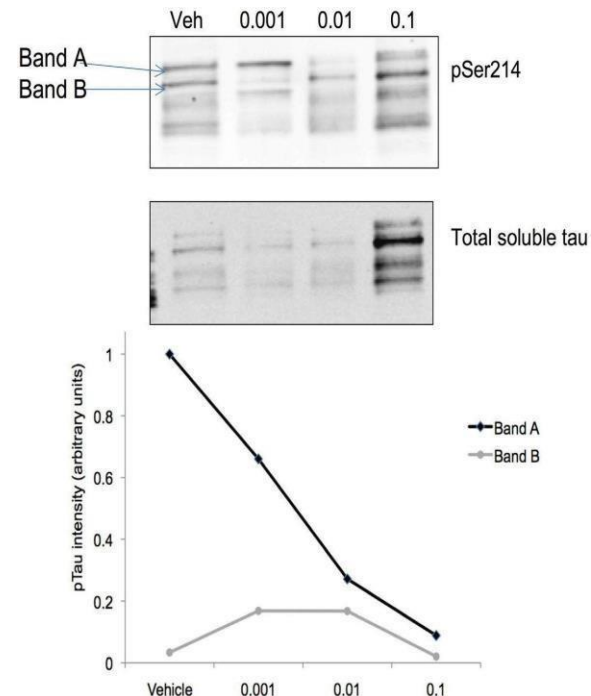 Veh 0.001 0.01 0.1
Band A
Band B
pSer214
Total soluble tau
pTau intensity (arbitrary units)
1
0.8
0.6
0.4
0.2
0
Vehicle 0.001 0.01 0.1
Band A
Band B